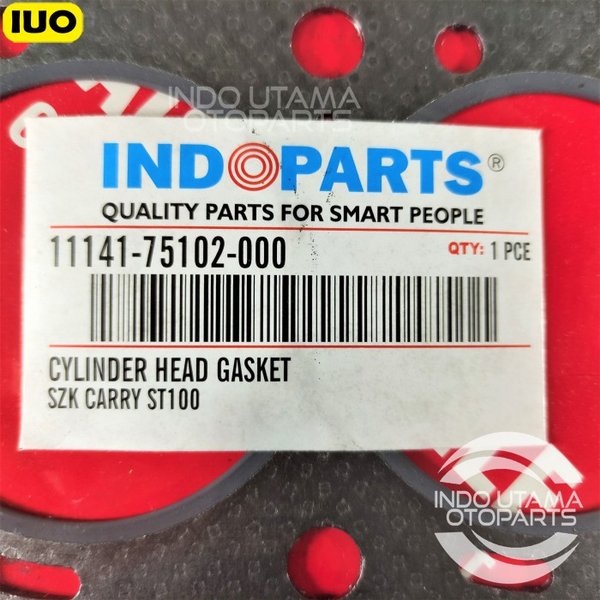 IUO
INDO UTAMA
OTOPARTS
INDOPARTS®
QUALITY PARTS FOR SMART PEOPLE
11141-75102-000
QTY: 1 PCE
CYLINDER HEAD GASKET
SZK CARRY ST100
INDO UTAMA
OTOPARTS